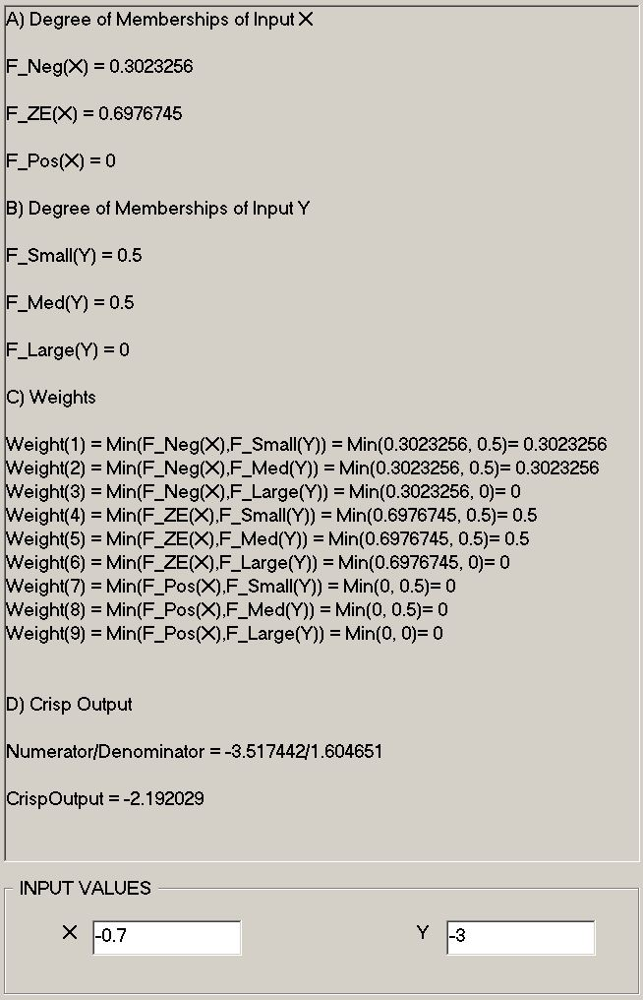 A) Degree of Memberships of Input X
F_Neg(X) = 0.3023256
F_ZE(X) = 0.6976745
F_Pos(X) = 0
B) Degree of Memberships of Input Y
F_Small(Y) = 0.5
F_Med(Y) = 0.5
F_Large(Y) = 0
C) Weights
Weight(1) = Min(F_Neg(X),F_Small(Y)) = Min(0.3023256, 0.5)= 0.3023256
Weight(2) = Min(F_Neg(X),F_Med(Y)) = Min(0.3023256, 0.5)= 0.3023256
Weight(3) = Min(F_Neg(X),F_Large(Y)) = Min(0.3023256, 0)= 0
Weight(4) = Min(F_ZE(X),F_Small(Y)) = Min(0.6976745, 0.5)= 0.5
Weight(5) = Min(F_ZE(X),F_Med(Y)) = Min(0.6976745, 0.5)= 0.5
Weight(6) = Min(F_ZE(X),F_Large(Y)) = Min(0.6976745, 0)= 0
Weight(7) = Min(F_Pos(X),F_Small(Y)) = Min(0, 0.5)= 0
Weight(8) = Min(F_Pos(X),F_Med(Y)) = Min(0, 0.5)= 0
Weight(9) = Min(F_Pos(X),F_Large(Y)) = Min(0, 0)= 0
D) Crisp Output
Numerator/Denominator = -3.517442/1.604651
CrispOutput = -2.192029
INPUT VALUES
X -0.7 Y -3